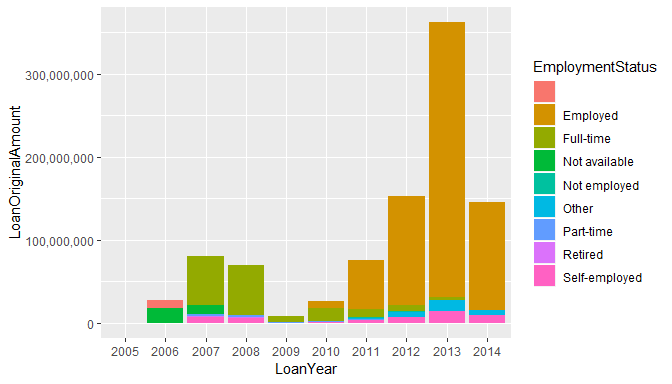 EmploymentStatus
Employed
Full-time
Not available
Not employed
Other
Part-time
Retired
Self-employed
LoanOriginalAmount
300,000,000
200,000,000
100,000,000
0
2005 2006 2007 2008 2009 2010 2011 2012 2013 2014
LoanYear